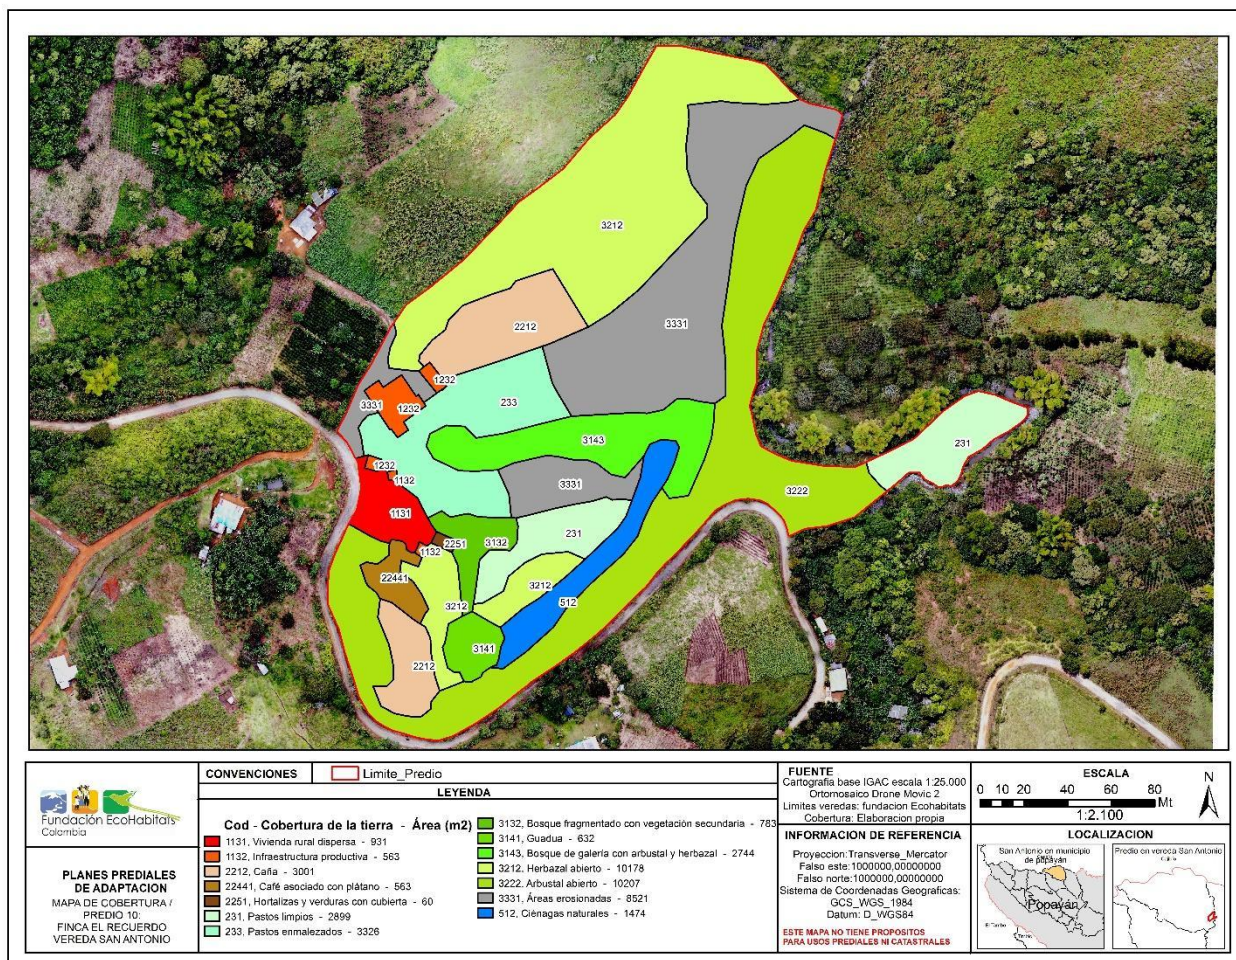 3212
2212
3331
1232
233
3331
1232
3143
231
1232
1132
3331
3222
1131
231
2251
3132
1132
22441
3212
512
3212
3141
2212
CONVENCIONES
Limite_Predio
LEYENDA
Cod - Cobertura de la tierra - Área (m2)
1131, Vivienda rural dispersa - 931
1132, Infraestructura productiva - 563
2212, Caña - 3001
22441, Café asociado con plátano - 563
2251, Hortalizas y verduras con cubierta - 60
231, Pastos limpios - 2899
233, Pastos enmalezados - 3326
3132, Bosque fragmentado con vegetación secundaria - 783
3141, Guadua - 632
3143, Bosque de galería con arbustal y herbazal - 2744
3212, Herbazal abierto - 10178
3222, Arbustal abierto - 10207
3331, Áreas erosionadas - 8521
512, Ciénagas naturales - 1474
Fundación EcoHabitats
Colombia
PLANES PREDIALES
DE ADAPTACION
MAPA DE COBERTURA /
PREDIO 10:
FINCA EL RECUERDO
VEREDA SAN ANTONIO
FUENTE
Cartografia base IGAC escala 1:25.000
Ortomosaico Drone Movic 2
Limites veredas: fundacion Ecohabitats
Cobertura: Elaboracion propia
INFORMACION DE REFERENCIA
Proyeccion:Transverse_Mercator
Falso este:1000000,00000000
Falso norte:1000000,00000000
Sistema de Coordenadas Geograficas:
GCS_WGS_1984
Datum: D_WGS84
ESTE MAPA NO TIENE PROPOSITOS
PARA USOS PREDIALES NI CATASTRALES
ESCALA
0 10 20 40 60 80
Mt
1:2.100
N
LOCALIZACION
San Antonio en municipio
de popayán
Popayán
El Tambo
Predio en vereda San Antonio